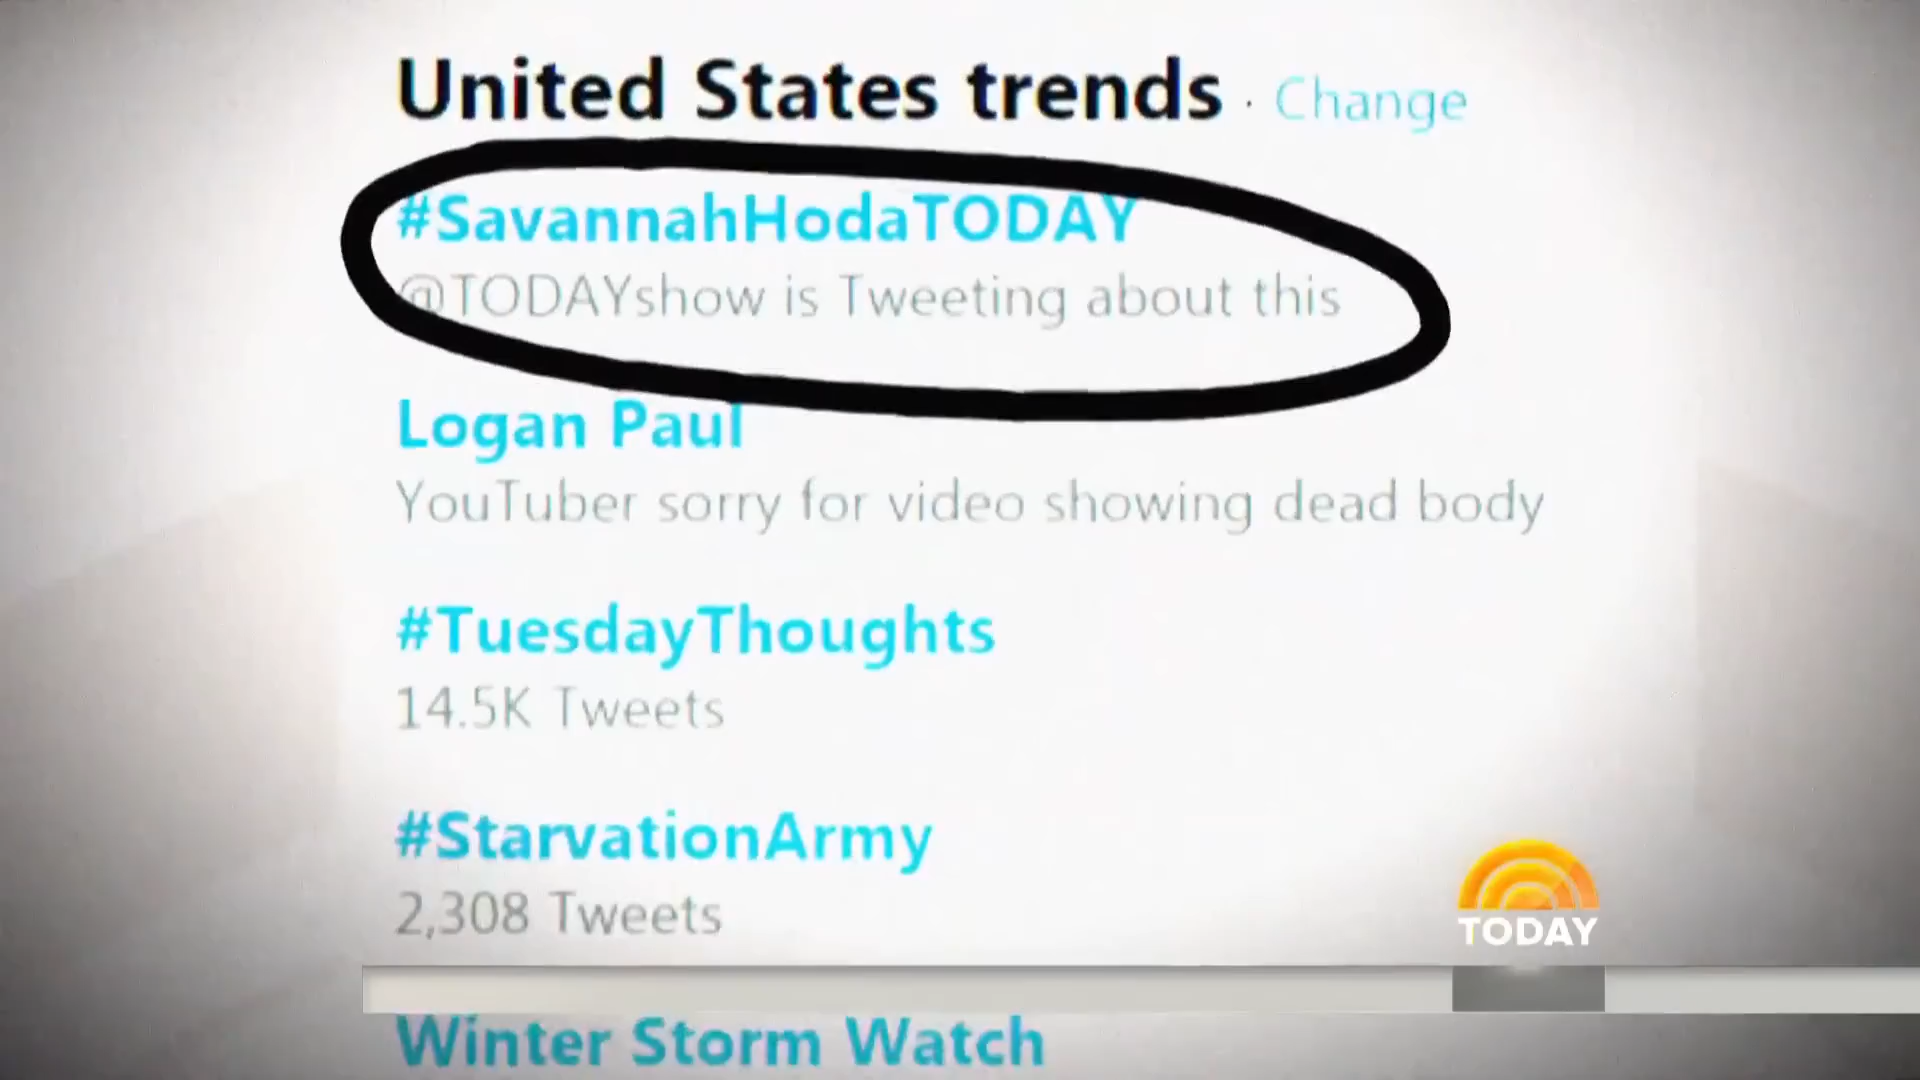 United States trends · Change
#SavannahHodaTODAY
@TODAYshow is Tweeting about this
Logan Paul
YouTuber sorry for video showing dead body
#TuesdayThoughts
14.5K Tweets
#StarvationArmy
2,308 Tweets
TODAY
Winter Storm Watch